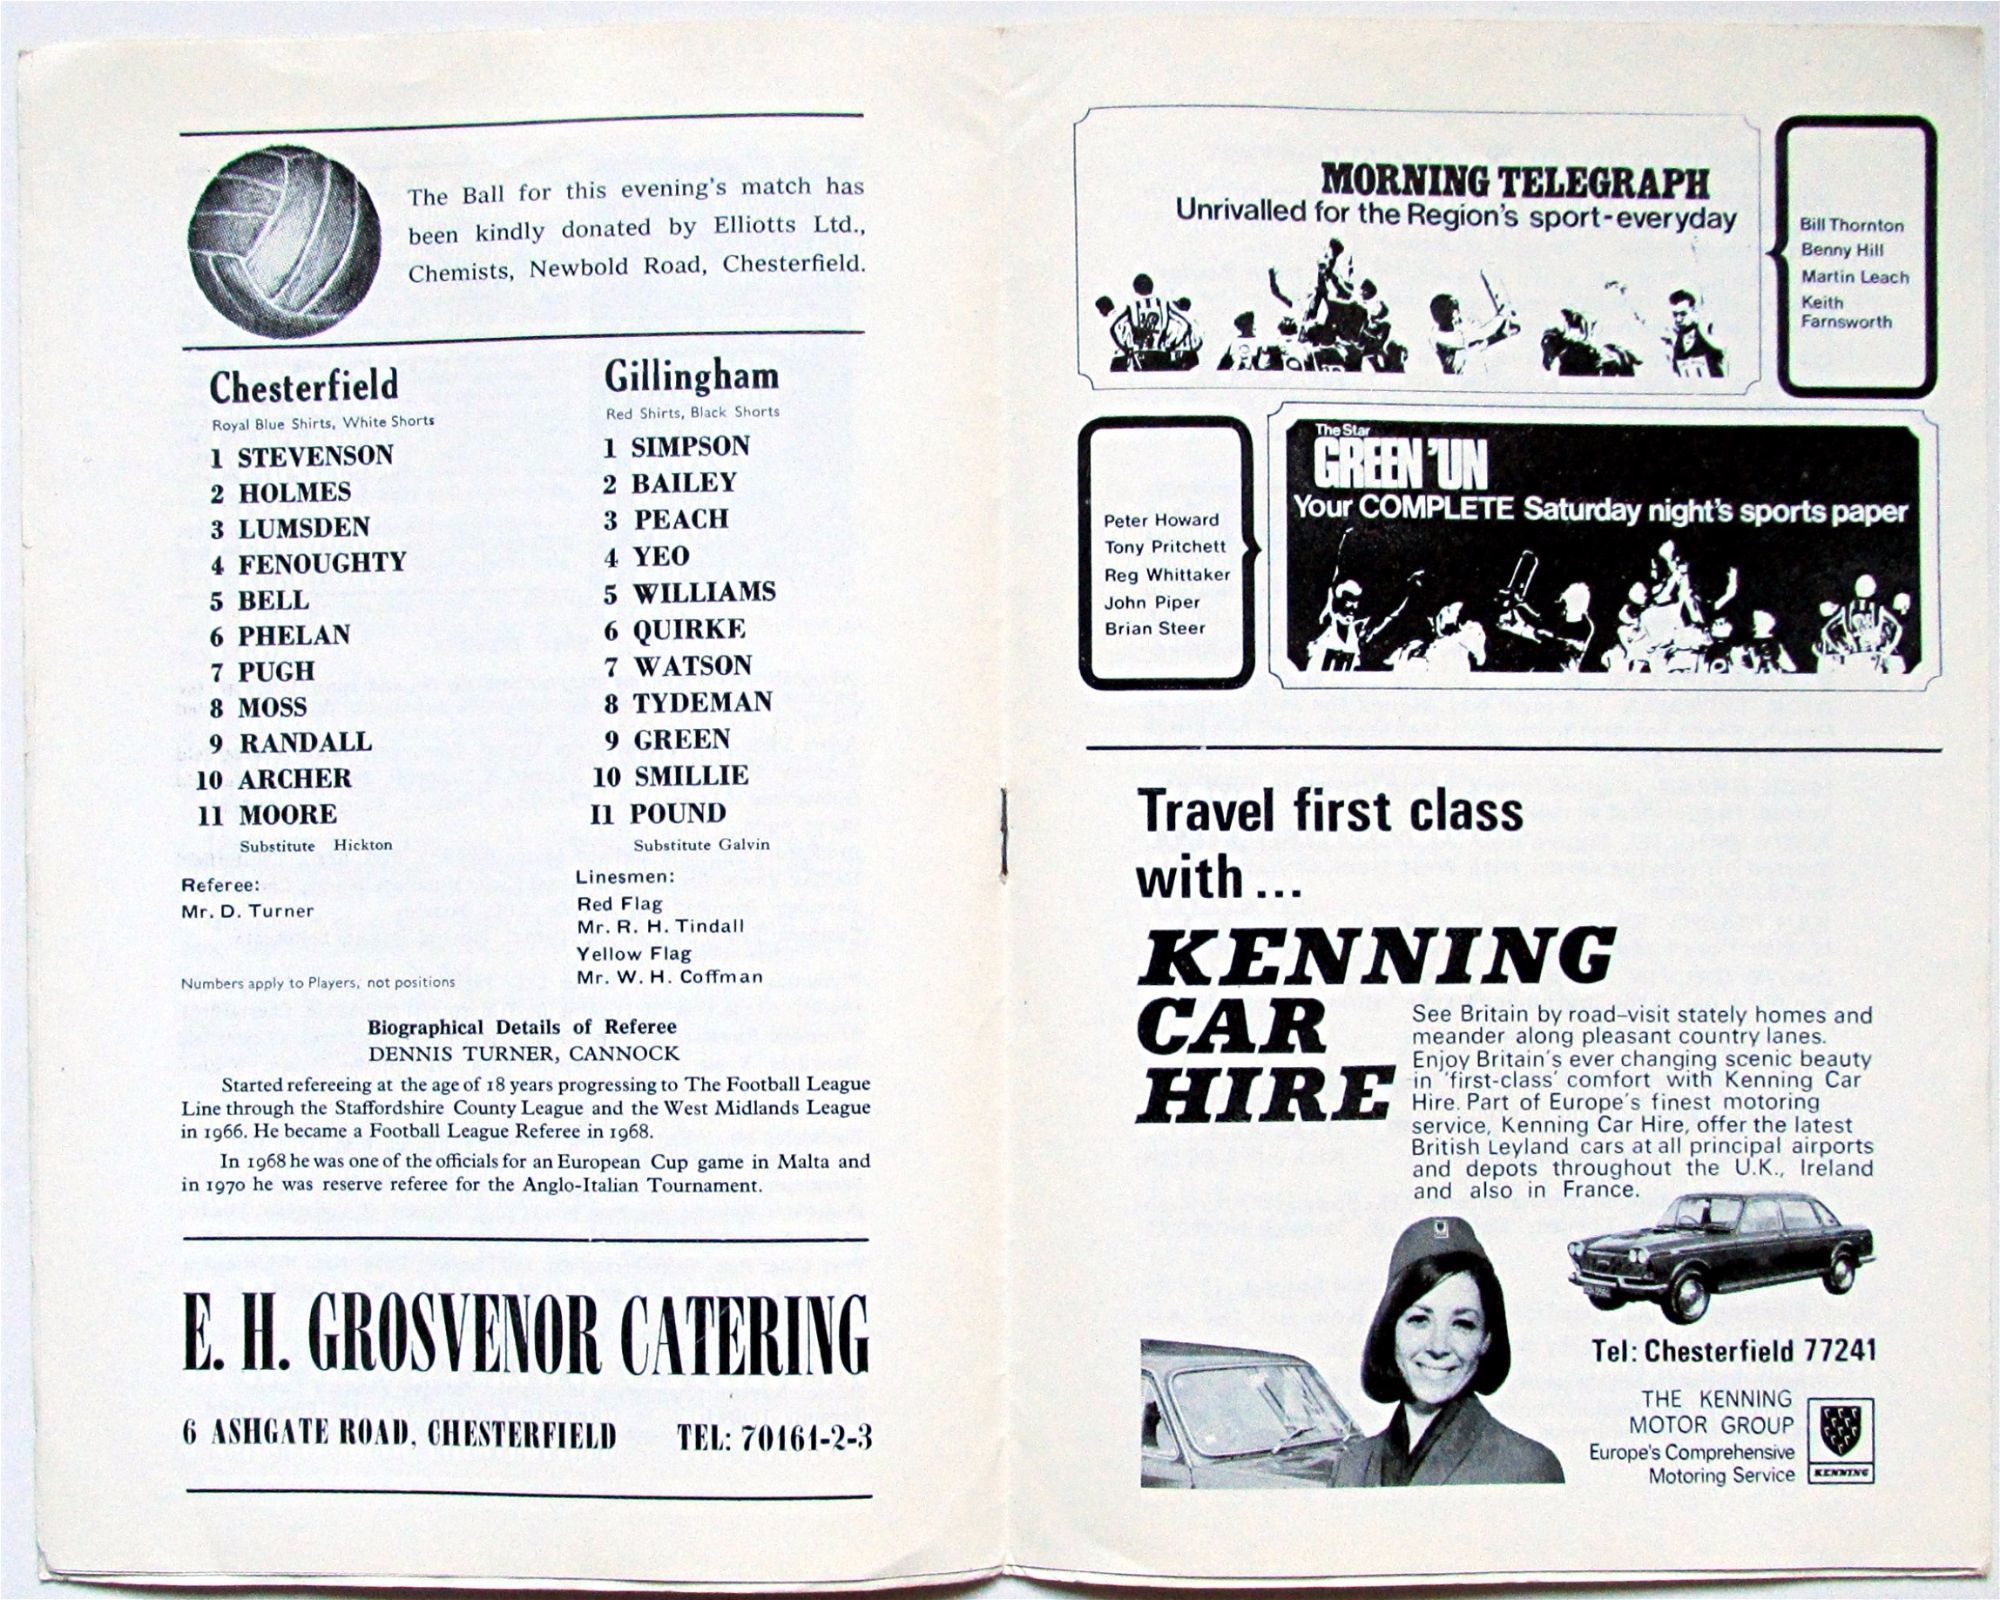 The Ball for this evening's match has
been kindly donated by Elliotts Ltd.,
Chemists, Newbold Road, Chesterfield.
Chesterfield
Royal Blue Shirts, White Shorts
1 STEVENSON
2 HOLMES
3 LUMSDEN
4 FENOUGHTY
5 BELL
6 PHELAN
7 PUGH
8 MOSS
9 RANDALL
10 ARCHER
11 MOORE
Substitute Hickton
Gillingham
Red Shirts, Black Shorts
1 SIMPSON
2 BAILEY
3 PEACH
4 YEO
5 WILLIAMS
6 QUIRKE
7 WATSON
8 TYDEMAN
9 GREEN
10 SMILLIE
11 POUND
Substitute Galvin
Referee:
Mr. D. Turner
Numbers apply to Players, not positions
Linesmen:
Red Flag
Mr. R. H. Tindall
Yellow Flag
Mr. W. H. Coffman
Biographical Details of Referee
DENNIS TURNER, CANNOCK
Started refereeing at the age of 18 years progressing to The Football League
Line through the Staffordshire County League and the West Midlands League
in 1966. He became a Football League Referee in 1968.
In 1968 he was one of the officials for an European Cup game in Malta and
in 1970 he was reserve referee for the Anglo-Italian Tournament.
E. H. GROSVENOR CATERING
6 ASHGATE ROAD, CHESTERFIELD TEL: 70161-2-3
MORNING TELEGRAPH
Unrivalled for the Region's sport-everyday
Bill Thornton
Benny Hill
Martin Leach
Keith
Farnsworth
Peter Howard
Tony Pritchett
Reg Whittaker
John Piper
Brian Steer
The Star
GREEN 'UN
Your COMPLETE Saturday night's sports paper
Travel first class
with ...
KENNING
CAR
HIRE
See Britain by road-visit stately homes and
meander along pleasant country lanes.
Enjoy Britain's ever changing scenic beauty
in 'first-class' comfort with Kenning Car
Hire. Part of Europe's finest motoring
service, Kenning Car Hire, offer the latest
British Leyland cars at all principal airports
and depots throughout the U.K., Ireland
and also in France.
Tel: Chesterfield 77241
THE KENNING
MOTOR GROUP
Europe's Comprehensive
Motoring Service
KENNING